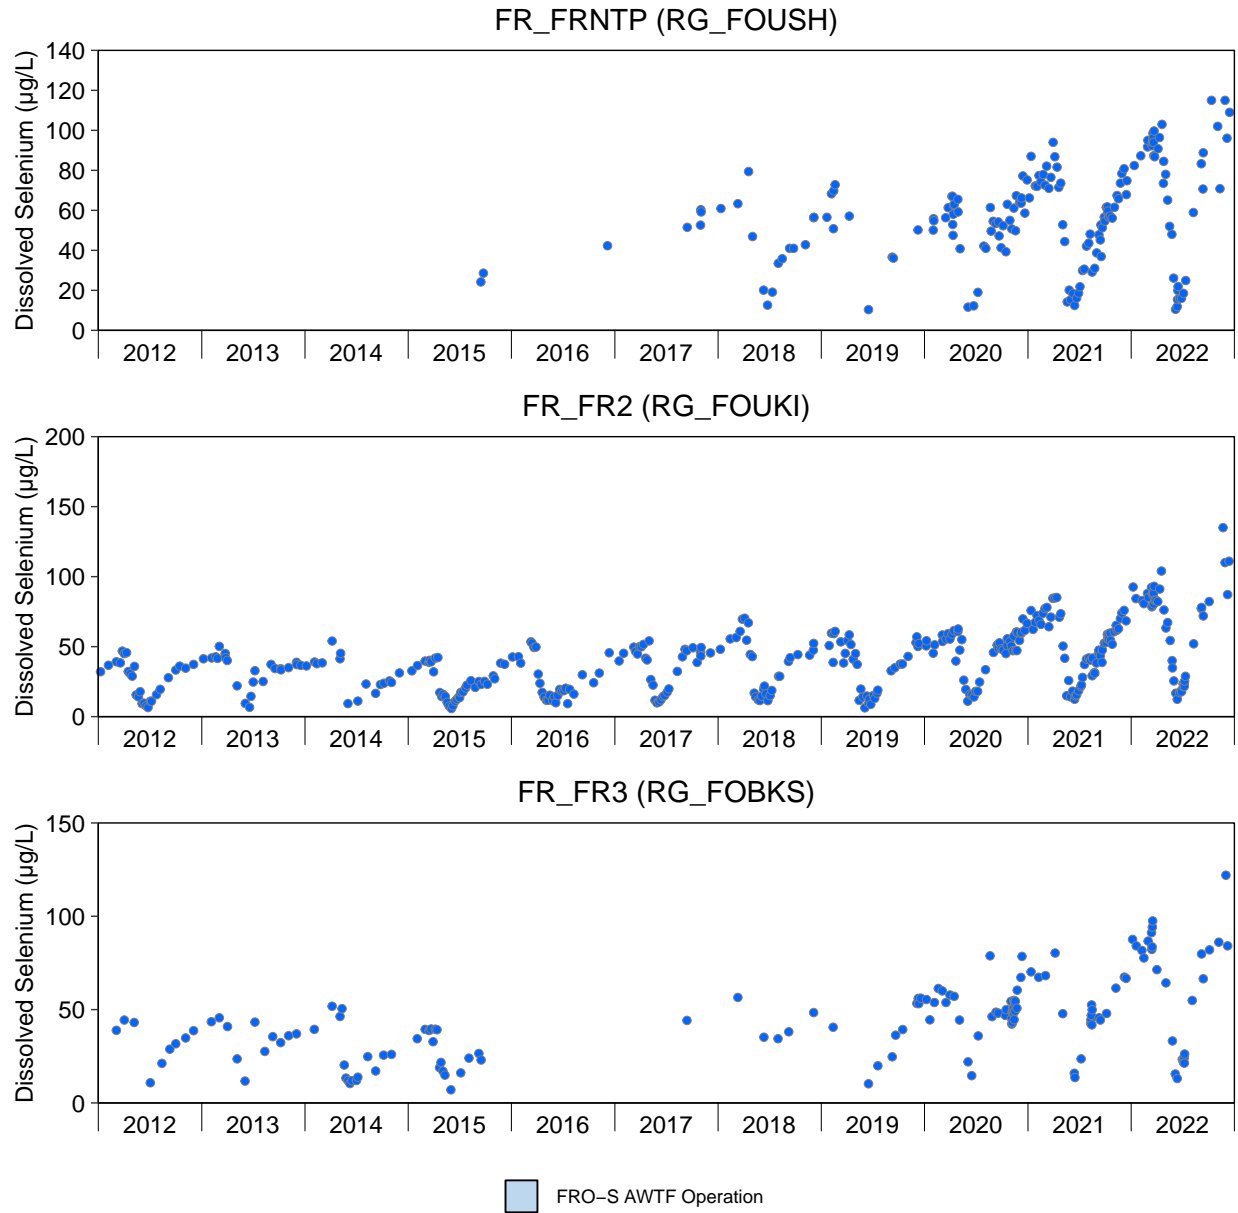 FR_FRNTP (RG_FOUSH)
Dissolved Selenium (µg/L)
140
120
100
80
60
40
20
0
2012 2013 2014 2015 2016 2017 2018 2019 2020 2021 2022
FR_FR2 (RG_FOUKI)
Dissolved Selenium (µg/L)
200
150
100
50
0
2012 2013 2014 2015 2016 2017 2018 2019 2020 2021 2022
FR_FR3 (RG_FOBKS)
Dissolved Selenium (µg/L)
150
100
50
0
2012 2013 2014 2015 2016 2017 2018 2019 2020 2021 2022
FRO−S AWTF Operation